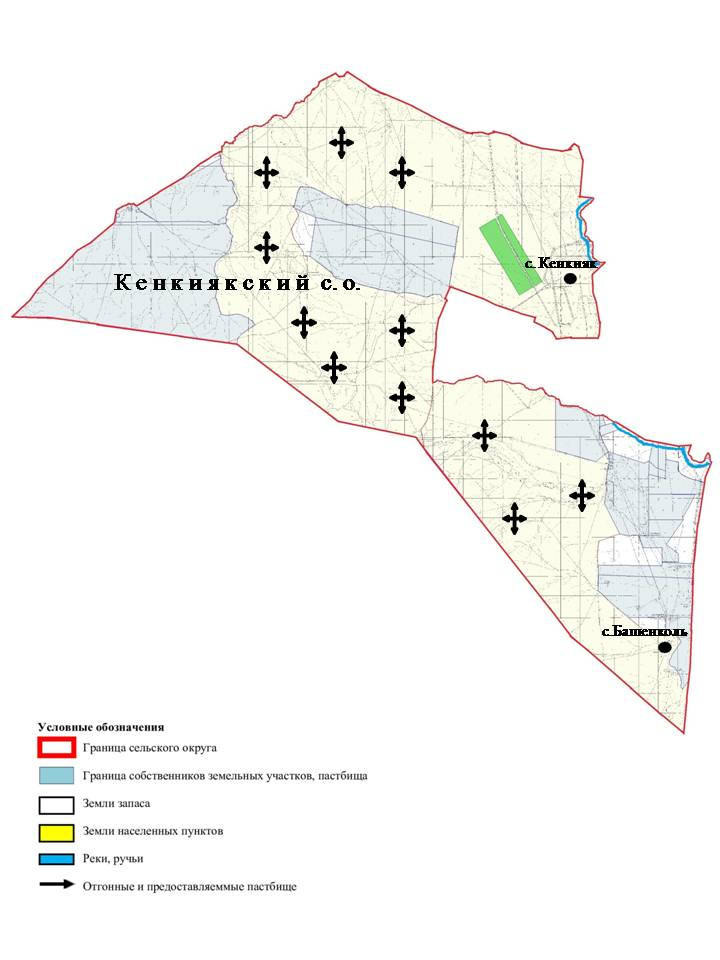 с. Кенкияк
Кенкиякский с.о.
с.Башенколь
Условные обозначения
Граница сельского округа
Граница собственников земельных участков, пастбища
Земли запаса
Земли населенных пунктов
Реки, ручьи
Отгонные и предоставляеммые пастбище